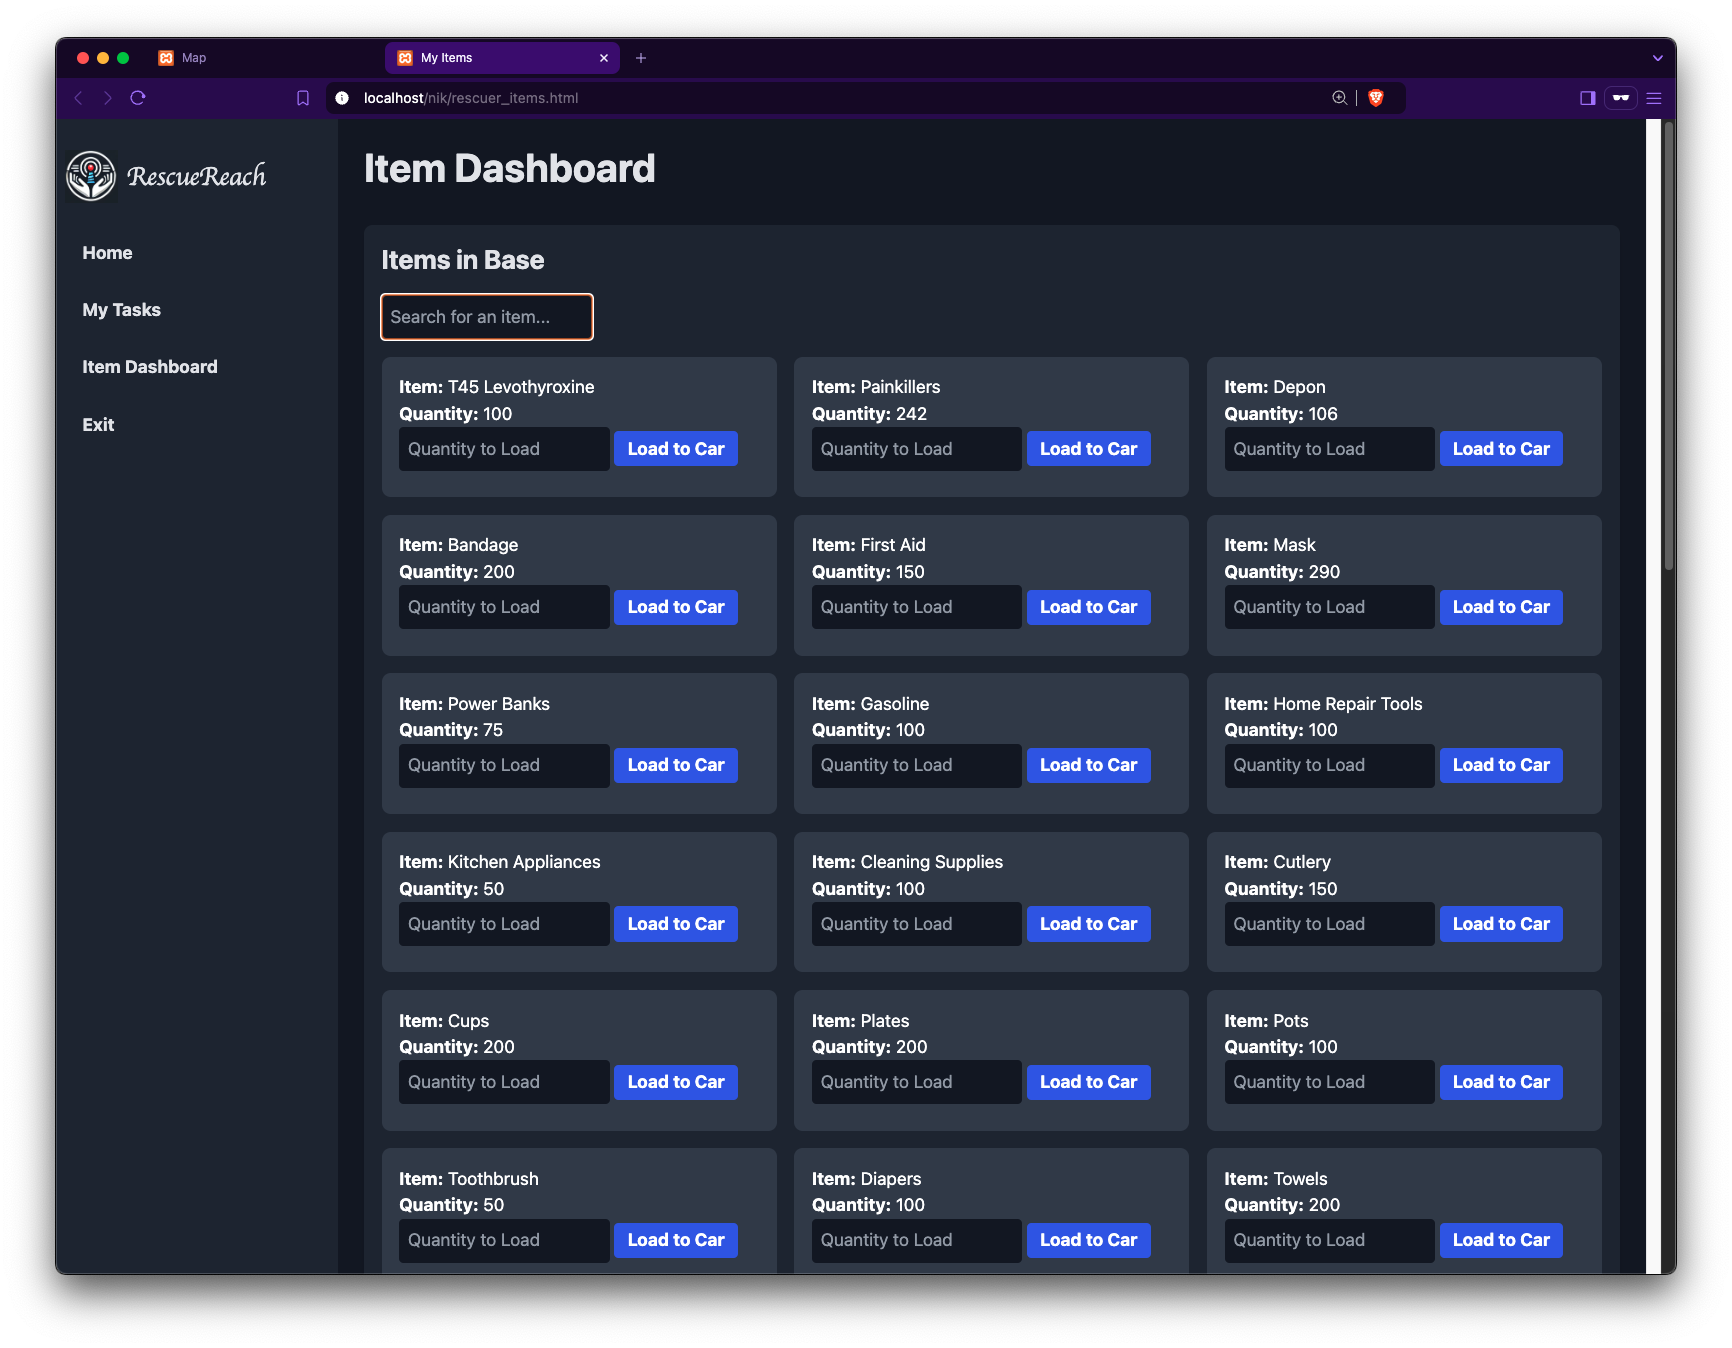 Map
My Items
localhost/nik/rescuer_items.html
RescueReach
Home
My Tasks
Item Dashboard
Exit
Item Dashboard
Items in Base
Search for an item...
Item: T45 Levothyroxine
Quantity: 100
Quantity to Load
Load to Car
Item: Painkillers
Quantity: 242
Quantity to Load
Load to Car
Item: Depon
Quantity: 106
Quantity to Load
Load to Car
Item: Bandage
Quantity: 200
Quantity to Load
Load to Car
Item: First Aid
Quantity: 150
Quantity to Load
Load to Car
Item: Mask
Quantity: 290
Quantity to Load
Load to Car
Item: Power Banks
Quantity: 75
Quantity to Load
Load to Car
Item: Gasoline
Quantity: 100
Quantity to Load
Load to Car
Item: Home Repair Tools
Quantity: 100
Quantity to Load
Load to Car
Item: Kitchen Appliances
Quantity: 50
Quantity to Load
Load to Car
Item: Cleaning Supplies
Quantity: 100
Quantity to Load
Load to Car
Item: Cutlery
Quantity: 150
Quantity to Load
Load to Car
Item: Cups
Quantity: 200
Quantity to Load
Load to Car
Item: Plates
Quantity: 200
Quantity to Load
Load to Car
Item: Pots
Quantity: 100
Quantity to Load
Load to Car
Item: Toothbrush
Quantity: 50
Quantity to Load
Load to Car
Item: Diapers
Quantity: 100
Quantity to Load
Load to Car
Item: Towels
Quantity: 200
Quantity to Load
Load to Car